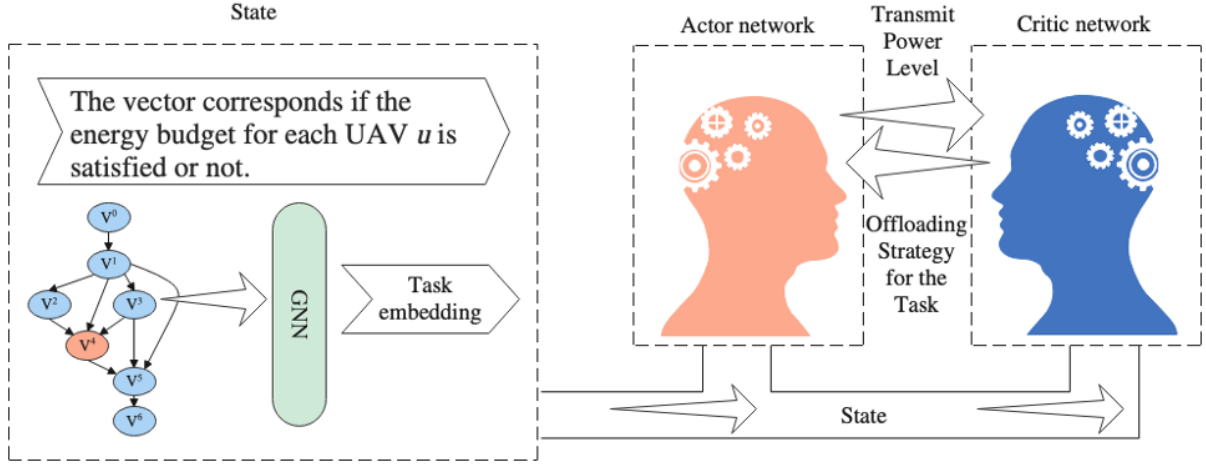 State
The vector corresponds if the
energy budget for each UAV u is
satisfied or not.
V⁰
V¹
V²
V³
V⁴
V⁵
V⁶
GNN
Task
embedding
Actor network
Transmit
Power
Level
Critic network
Offloading
Strategy
for the
Task
State